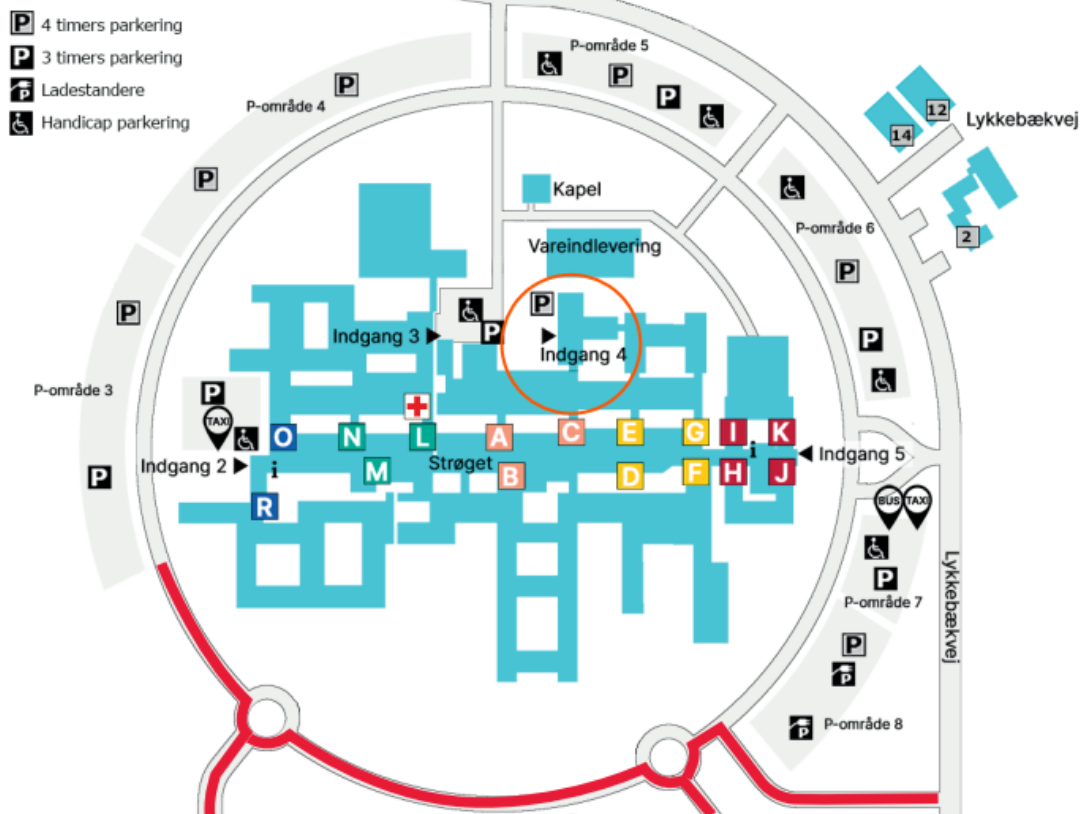 P 4 timers parkering
P 3 timers parkering
P Ladestandere
Handicap parkering
P-område 5
P
P
P-område 4
P
P
12
14
Lykkebækvej
2
Kapel
P-område 6
Vareindlevering
P
P
P
Indgang 3
P
Indgang 4
P
P-område 3
P
TAXI
O
N
L
A
C
E
G
I
K
Indgang 2
i
M
Strøget
B
D
F
H
i
J
Indgang 5
P
R
BUS
TAXI
P
P-område 7
Lykkebækvej
P
P
P
P-område 8